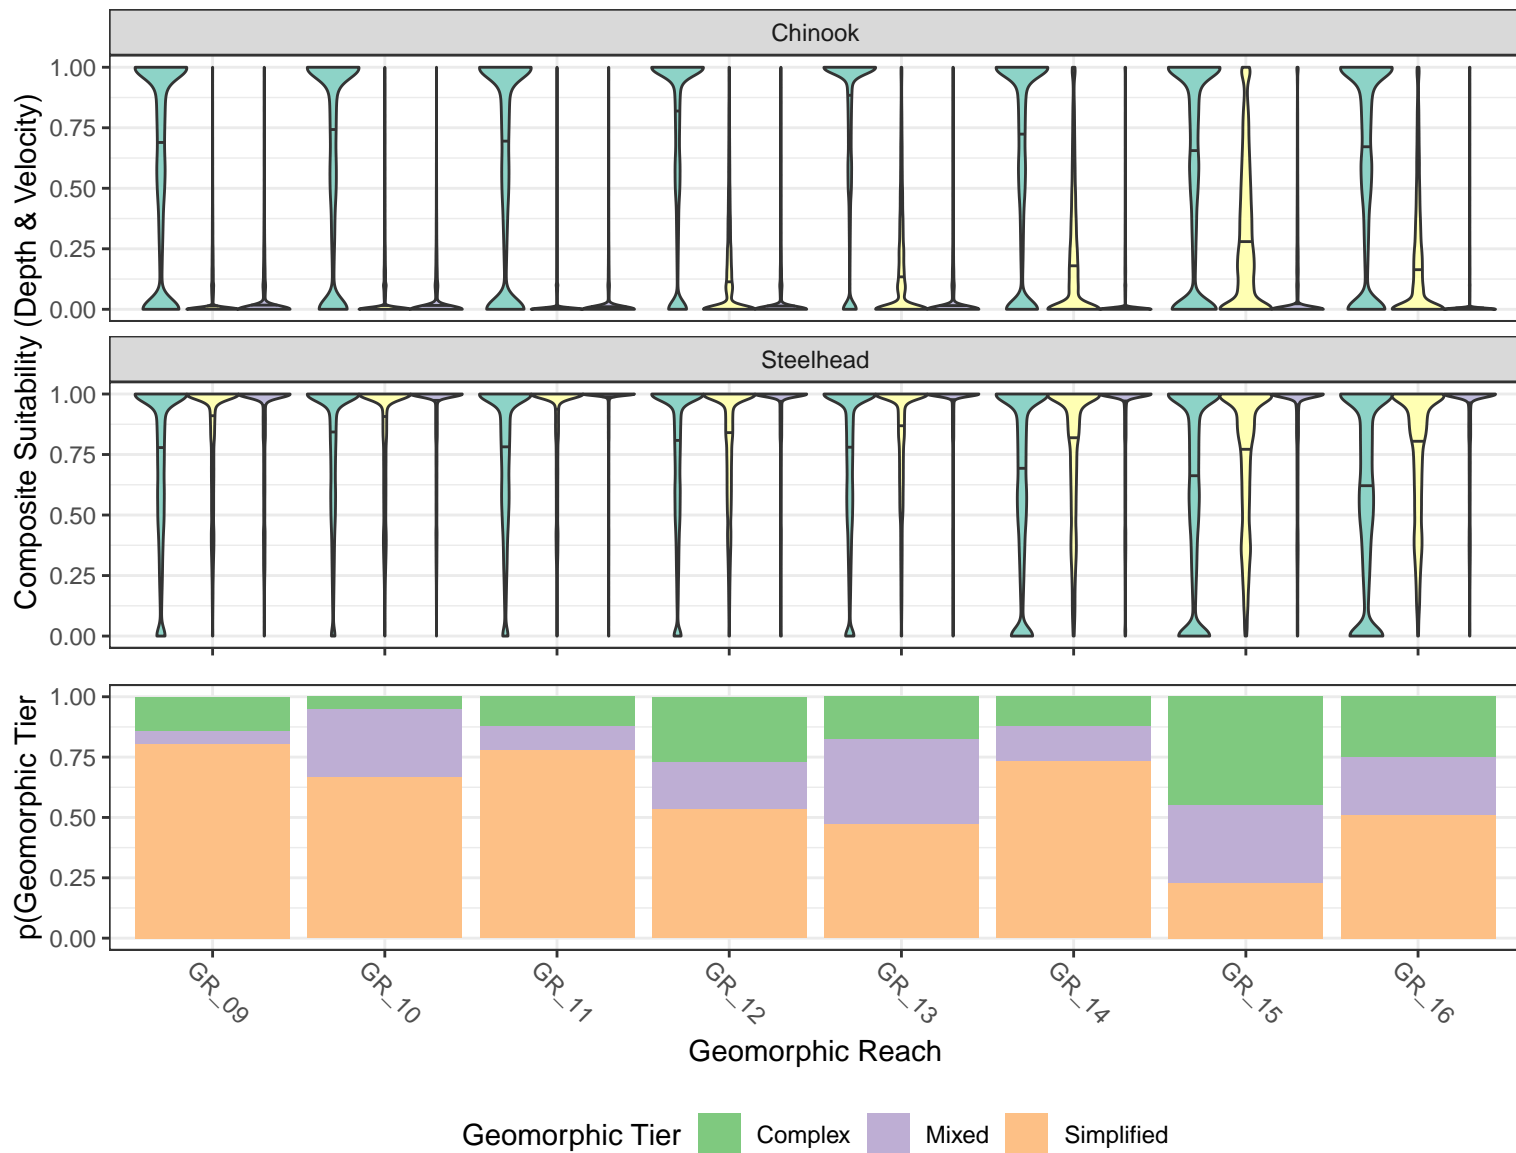 Chinook
1.00
0.75
0.50
0.25
0.00
Composite Suitability (Depth & Velocity)
Steelhead
1.00
0.75
0.50
0.25
0.00
p(Geomorphic Tier
1.00
0.75
0.50
0.25
0.00
GR_09 GR_10 GR_11 GR_12 GR_13 GR_14 GR_15 GR_16
Geomorphic Reach
Geomorphic Tier Complex Mixed Simplified